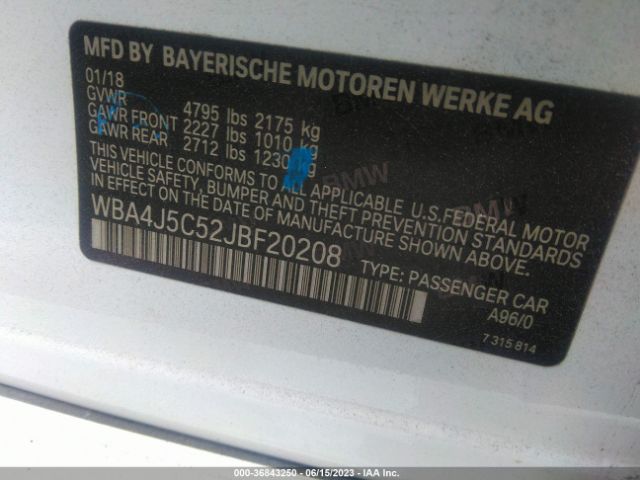 MFD BY BAYERISCHE MOTOREN WERKE AG
01/18
GVWR 4795 lbs 2175 kg
GAWR FRONT 2227 lbs 1010 kg
GAWR REAR 2712 lbs 1230 kg
THIS VEHICLE CONFORMS TO ALL APPLICABLE U.S.FEDERAL MOTOR
VEHICLE SAFETY, BUMPER AND THEFT PREVENTION STANDARDS
IN EFFECT ON THE DATE OF MANUFACTURE SHOWN ABOVE.
WBA4J5C52JBF20208
TYPE: PASSENGER CAR
A96/0
7 315 814
000-36843250 - 06/15/2023 - IAA Inc.